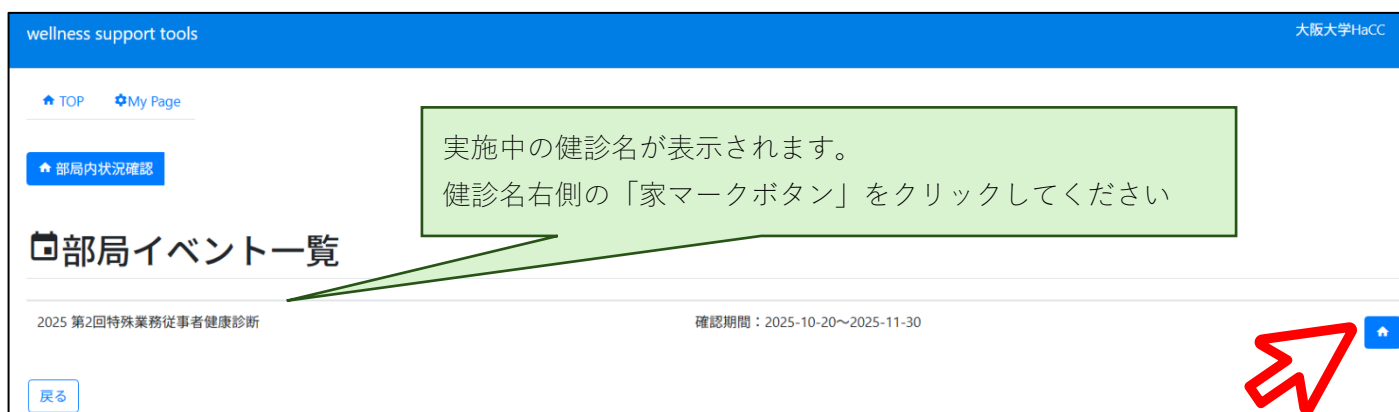 wellness support tools
大阪大学HaCC
TOP
My Page
部局内状況確認
実施中の健診名が表示されます。
健診名右側の「家マークボタン」をクリックしてください
部局イベント一覧
2025 第2回特殊業務従事者健康診断
確認期間：2025-10-20～2025-11-30
戻る